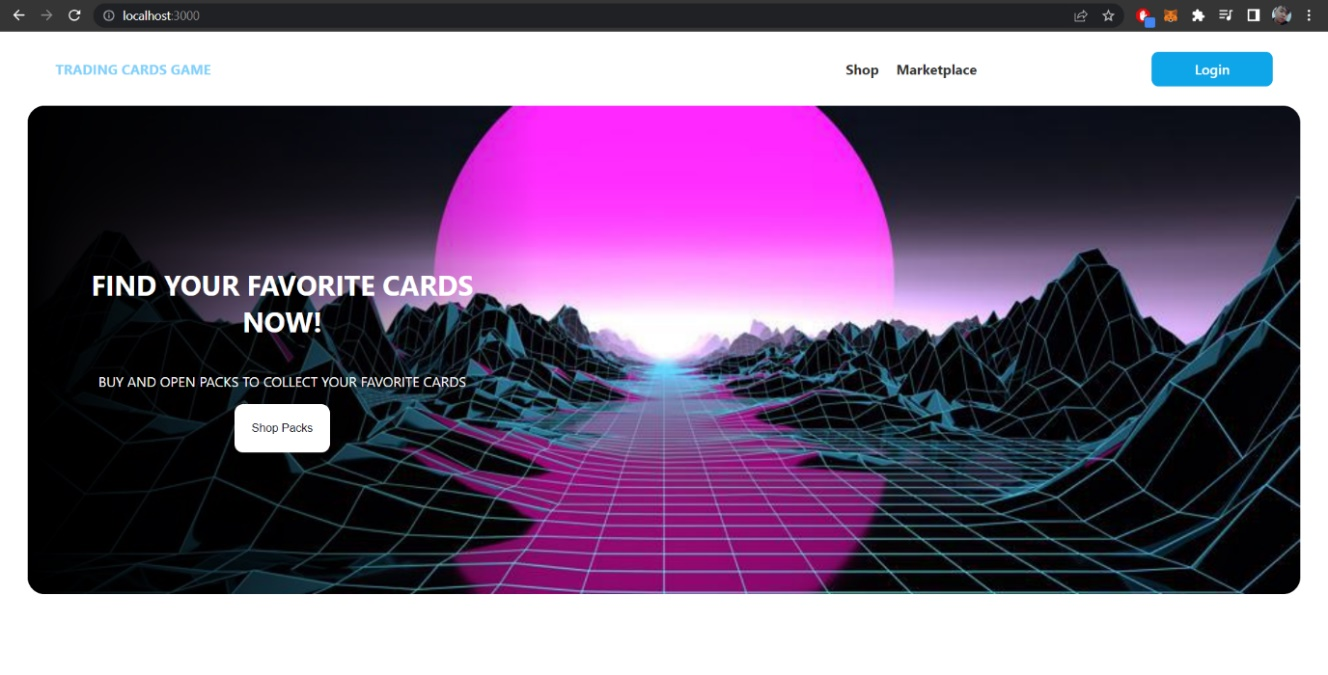 localhost:3000
TRADING CARDS GAME
Shop
Marketplace
Login
FIND YOUR FAVORITE CARDS
NOW!
BUY AND OPEN PACKS TO COLLECT YOUR FAVORITE CARDS
Shop Packs